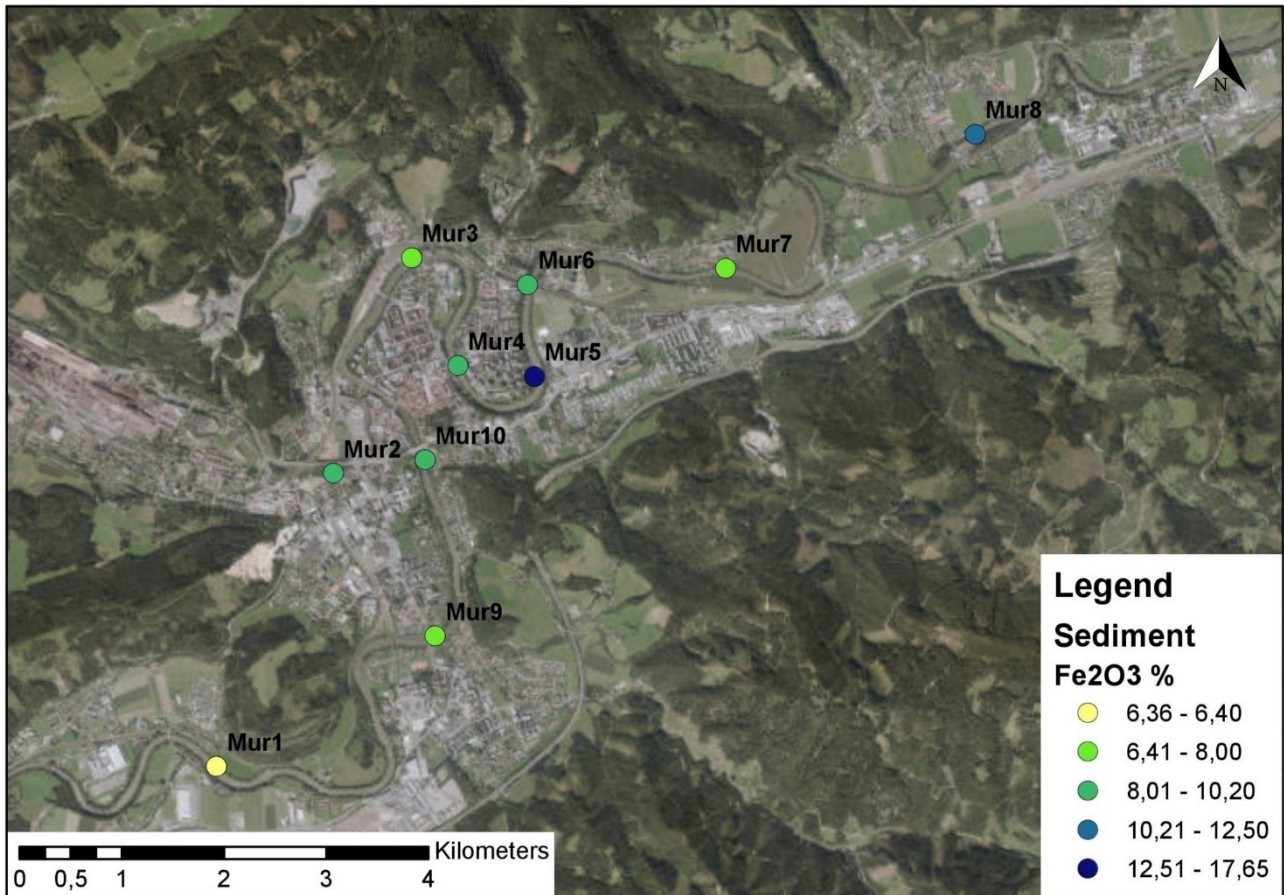 N
Mur8
Mur3
Mur7
Mur6
Mur4
Mur5
Mur10
Mur2
Mur9
Mur1
Legend
Sediment
Fe2O3 %
6,36 - 6,40
6,41 - 8,00
8,01 - 10,20
10,21 - 12,50
12,51 - 17,65
Kilometers
0 0,5 1 2 3 4